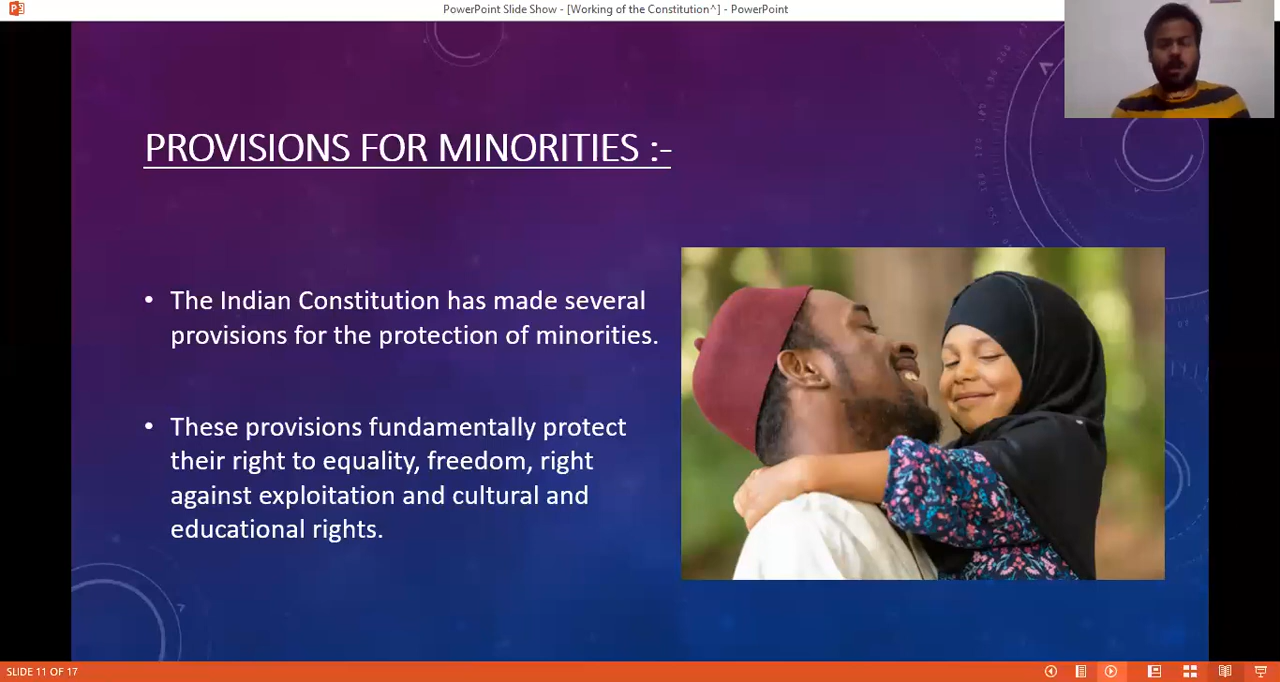 PowerPoint Slide Show - [Working of the Constitution^] - PowerPoint
PROVISIONS FOR MINORITIES :-
• The Indian Constitution has made several
provisions for the protection of minorities.
• These provisions fundamentally protect
their right to equality, freedom, right
against exploitation and cultural and
educational rights.
SLIDE 11 OF 17